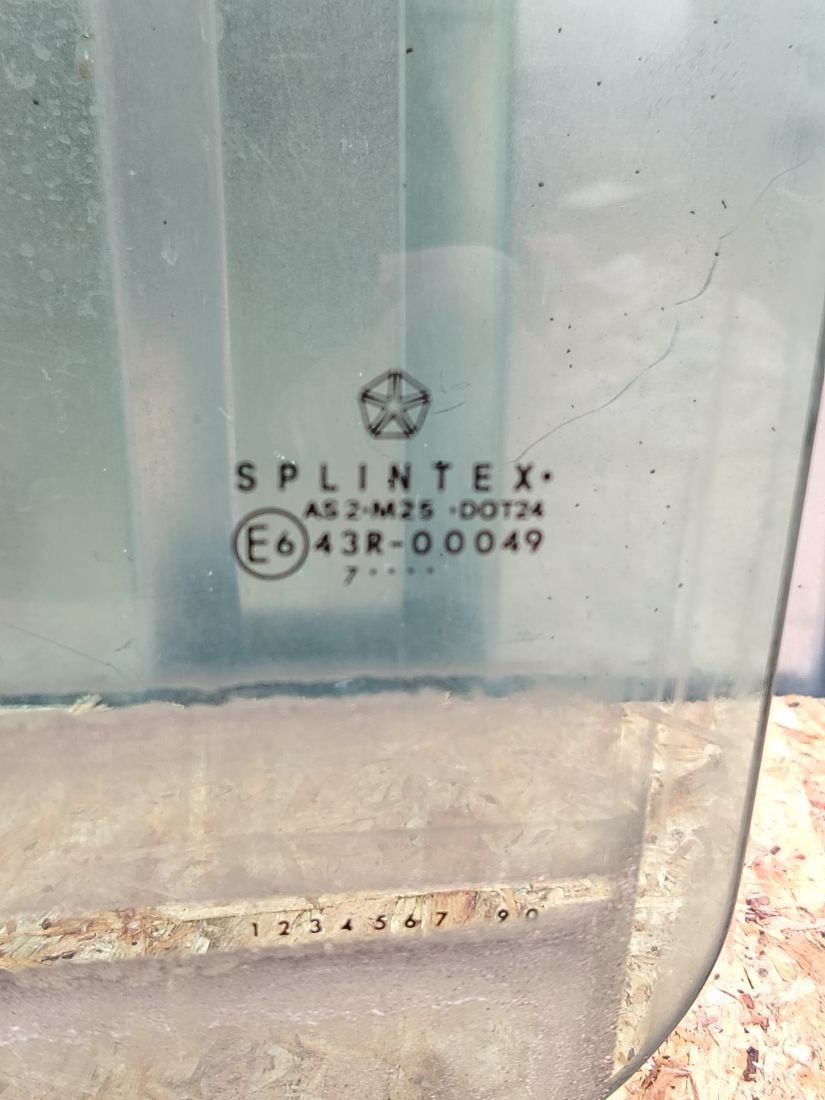 SPLINTEX•
AS2•M25 •DOT24
E6 43R-00049
7••••
1 2 3 4 5 6 7 9 0